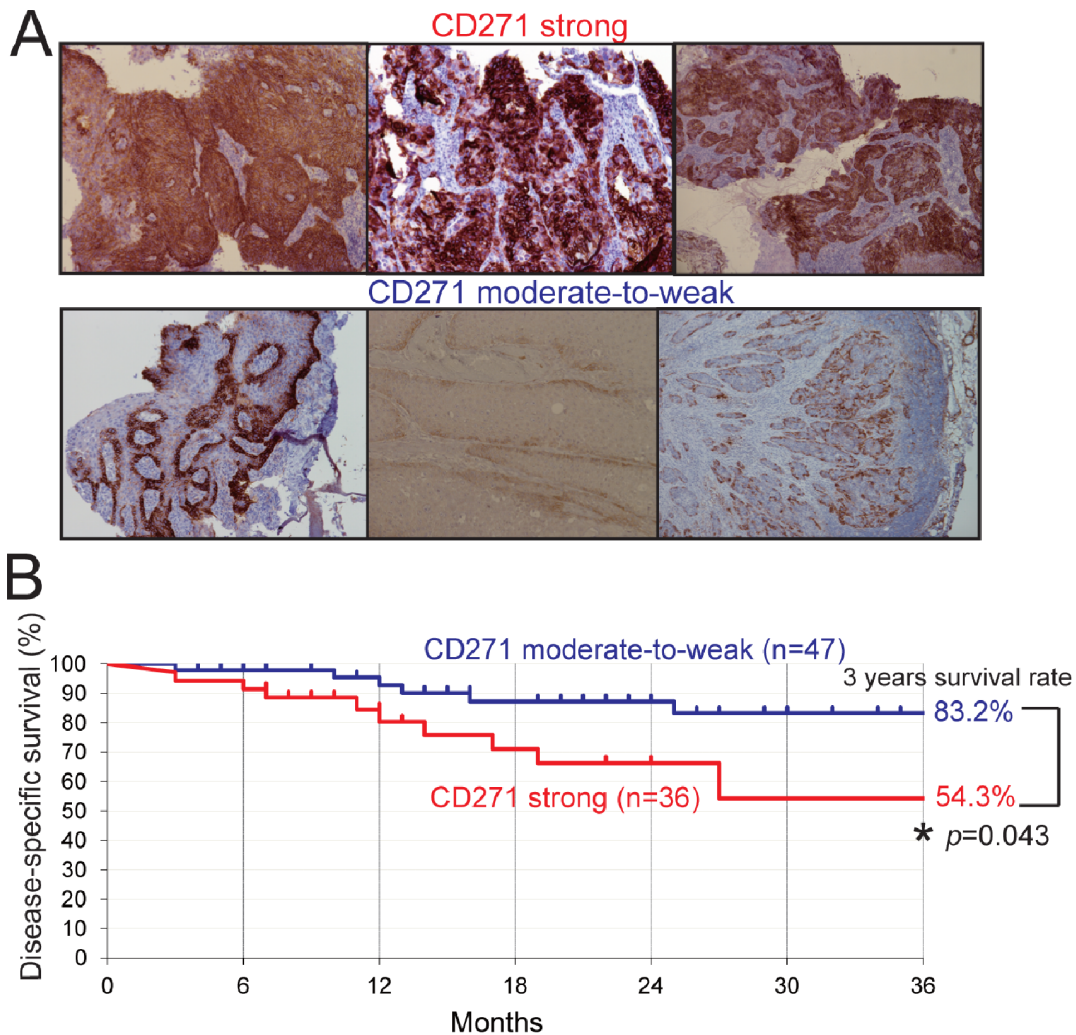 A
CD271 strong
CD271 moderate-to-weak
B
Disease-specific survival (%)
100
90
80
70
60
50
40
30
20
10
0
CD271 moderate-to-weak (n=47)
3 years survival rate
83.2%
CD271 strong (n=36)
54.3%
* p=0.043
0 6 12 18 24 30 36
Months